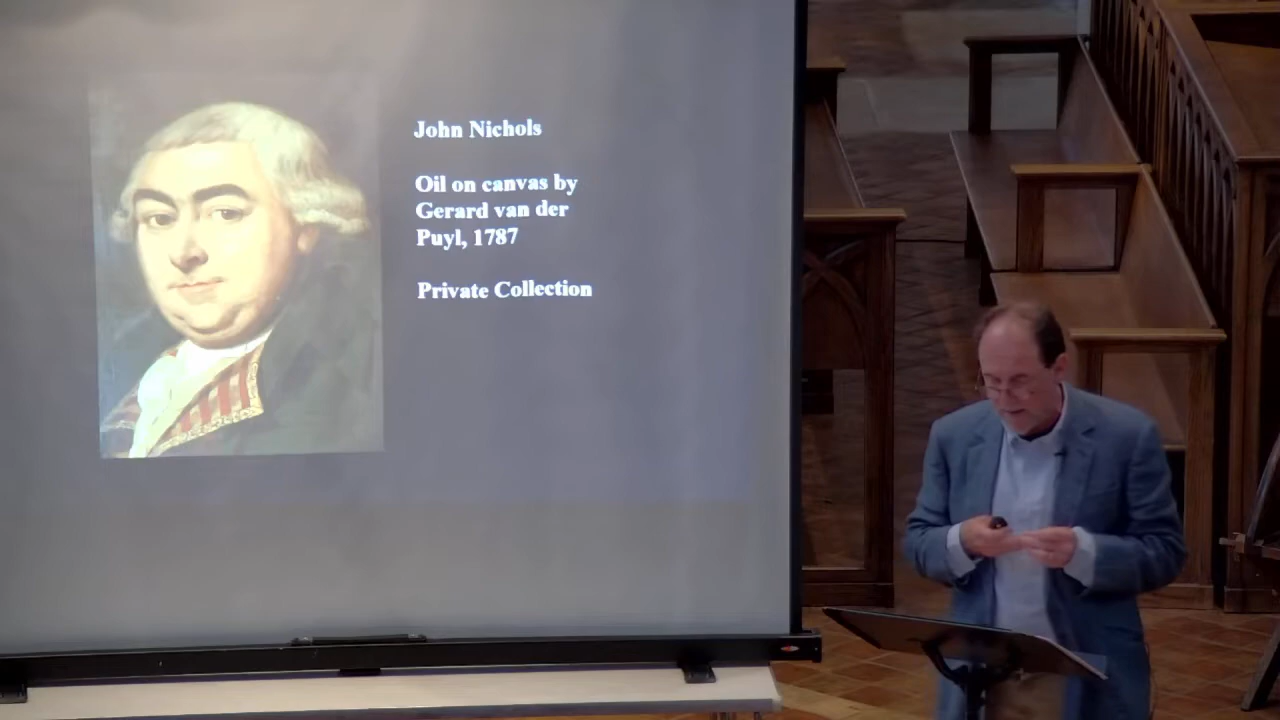 John Nichols
Oil on canvas by
Gerard van der
Puyl, 1787
Private Collection